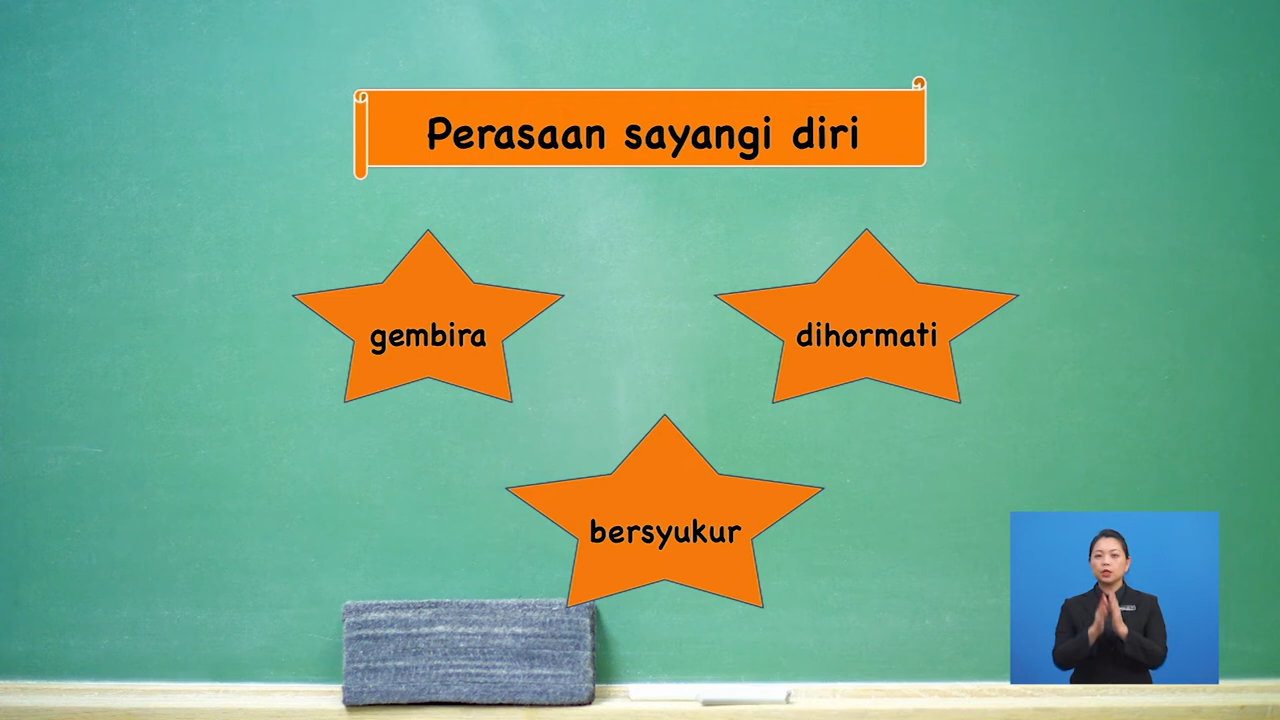 Perasaan sayangi diri
gembira
dihormati
bersyukur